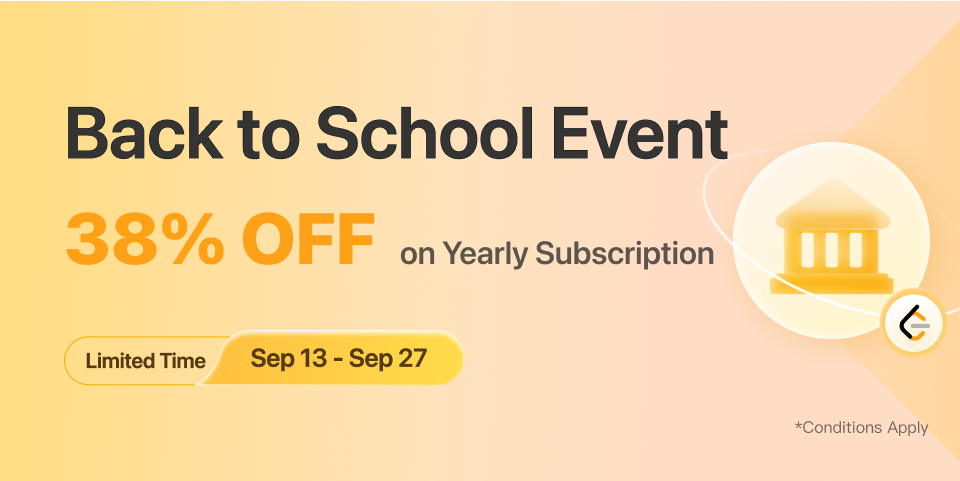 Back to School Event
38% OFF on Yearly Subscription
Limited Time Sep 13 - Sep 27
*Conditions Apply